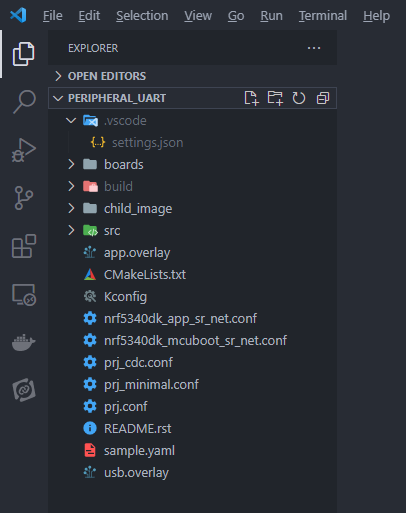 File Edit Selection View Go Run Terminal Help
EXPLORER
OPEN EDITORS
PERIPHERAL_UART
.vscode
settings.json
boards
build
child_image
src
app.overlay
CMakeLists.txt
Kconfig
nrf5340dk_app_sr_net.conf
nrf5340dk_mcuboot_sr_net.conf
prj_cdc.conf
prj_minimal.conf
prj.conf
README.rst
sample.yaml
usb.overlay